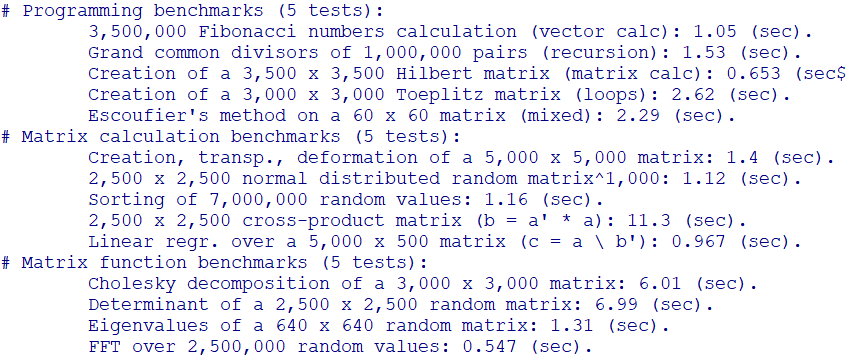 # Programming benchmarks (5 tests):
3,500,000 Fibonacci numbers calculation (vector calc): 1.05 (sec).
Grand common divisors of 1,000,000 pairs (recursion): 1.53 (sec).
Creation of a 3,500 x 3,500 Hilbert matrix (matrix calc): 0.653 (sec$
Creation of a 3,000 x 3,000 Toeplitz matrix (loops): 2.62 (sec).
Escoufier's method on a 60 x 60 matrix (mixed): 2.29 (sec).
# Matrix calculation benchmarks (5 tests):
Creation, transp., deformation of a 5,000 x 5,000 matrix: 1.4 (sec).
2,500 x 2,500 normal distributed random matrix^1,000: 1.12 (sec).
Sorting of 7,000,000 random values: 1.16 (sec).
2,500 x 2,500 cross-product matrix (b = a' * a): 11.3 (sec).
Linear regr. over a 5,000 x 500 matrix (c = a \ b'): 0.967 (sec).
# Matrix function benchmarks (5 tests):
Cholesky decomposition of a 3,000 x 3,000 matrix: 6.01 (sec).
Determinant of a 2,500 x 2,500 random matrix: 6.99 (sec).
Eigenvalues of a 640 x 640 random matrix: 1.31 (sec).
FFT over 2,500,000 random values: 0.547 (sec).